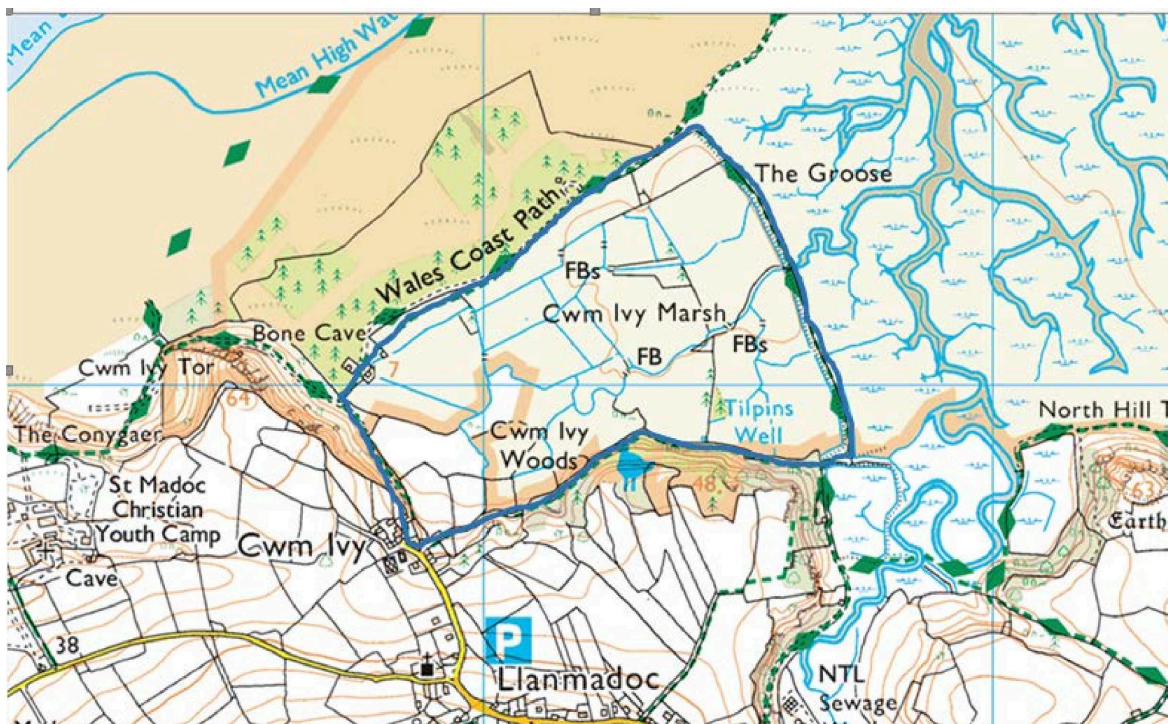 Mean
Mean High Wat
The Groose
Wales Coast Path
FBs
Cwm Ivy Marsh
Bone Cave
7
FB
FBs
Cwm Ivy Tor
64
Tilpins
Well
North Hill T
The Conygaer
Cwm Ivy
Woods
48
63
St Madoc
Christian
Youth Camp
Earth
Cwm Ivy
Cave
38
P
Llanmadoc
NTL
Sewage